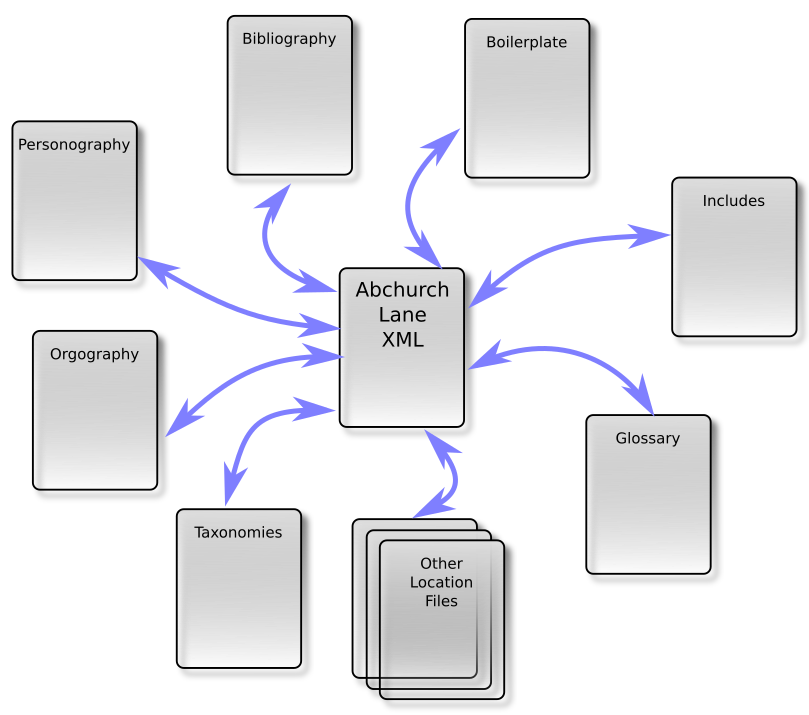 Bibliography
Boilerplate
Personography
Includes
Abchurch
Lane
XML
Orgography
Glossary
Taxonomies
Other
Location
Files